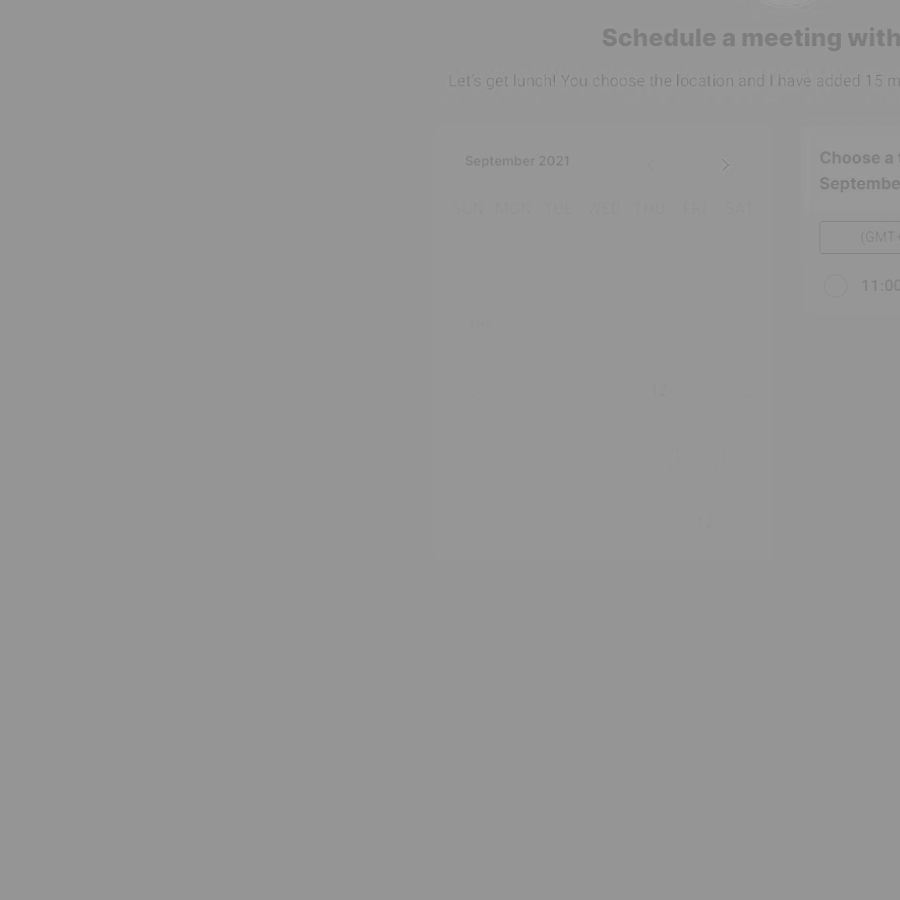 Schedule a meeting with
Let's get lunch! You choose the location and I have added 15 m
September 2021
SUN MON TUE WED THU FRI SAT
Choose a
Septembe
(GMT+
11:00